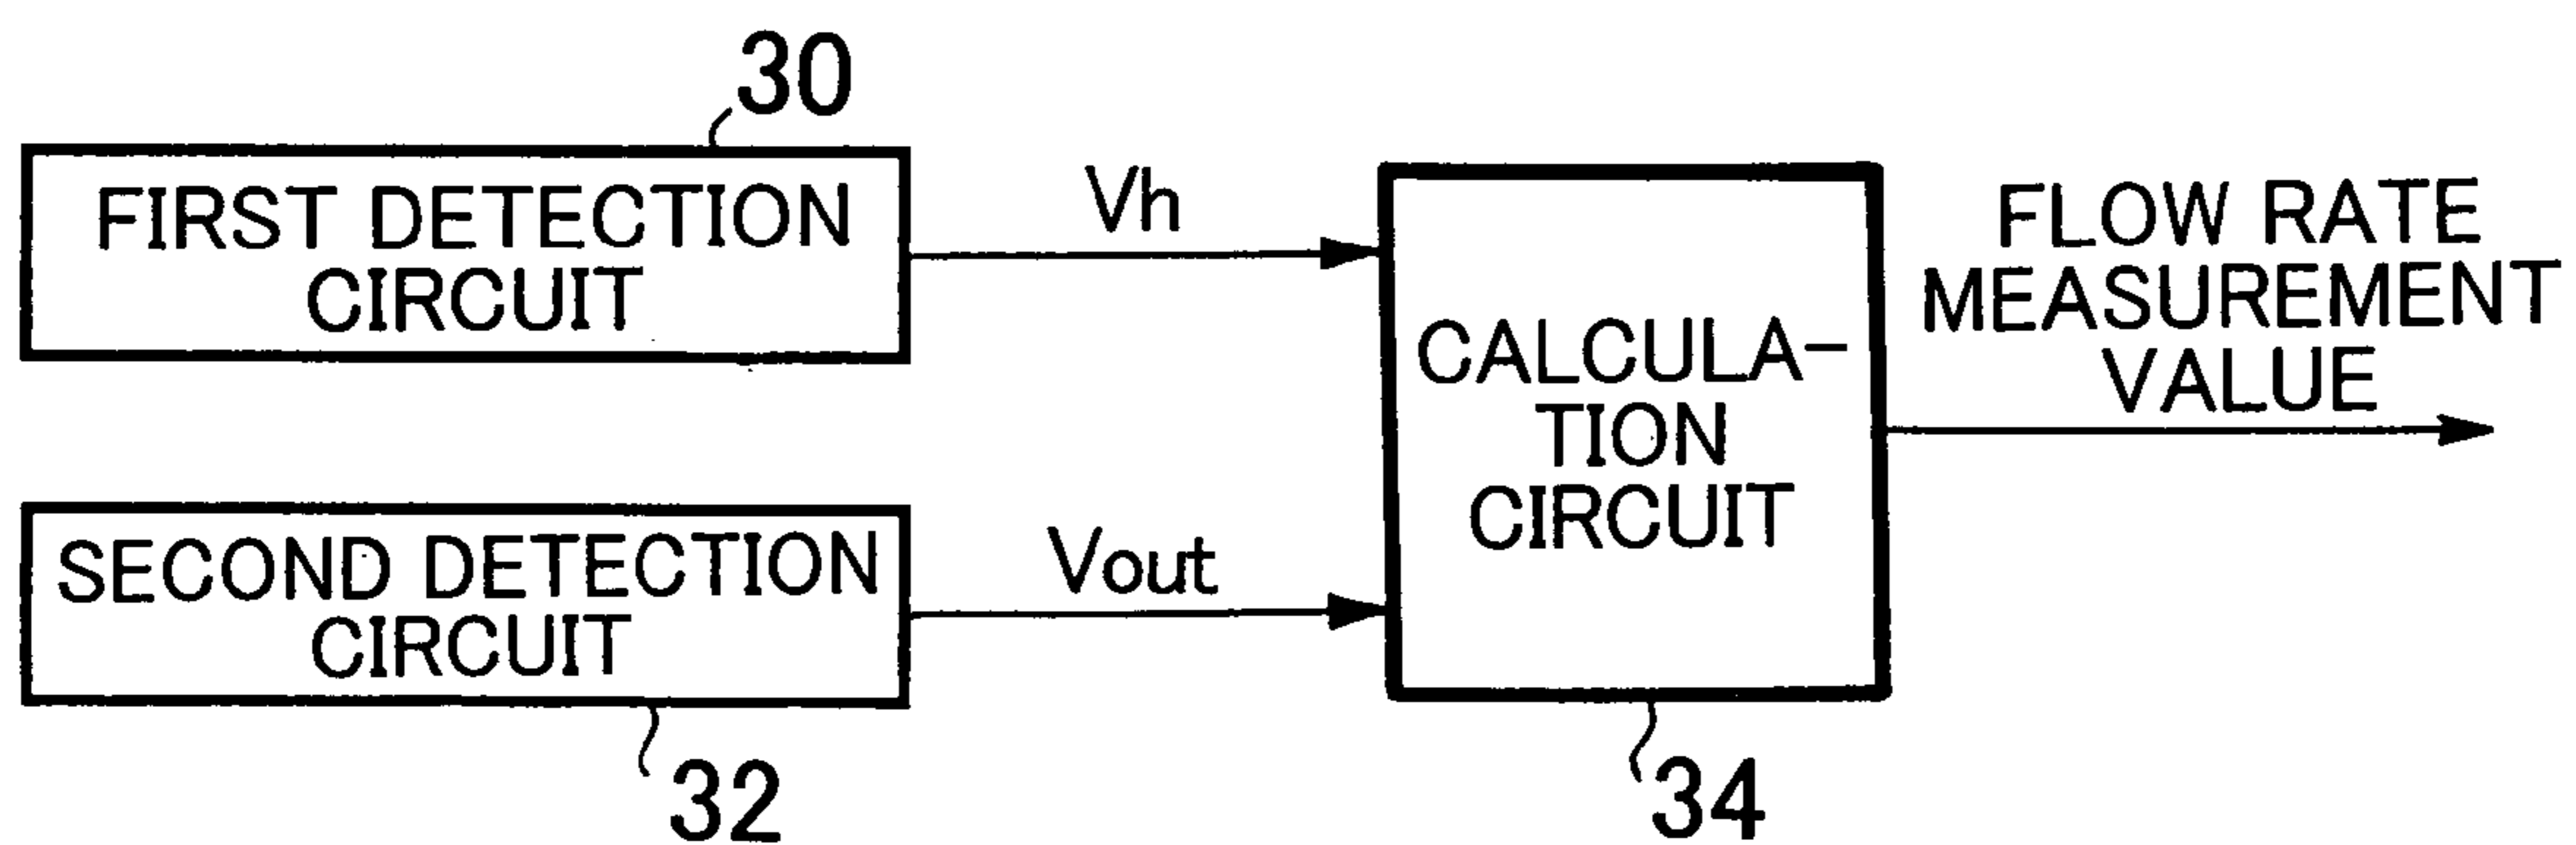 30
FIRST DETECTION
CIRCUIT
Vh
FLOW RATE
MEASUREMENT
VALUE
CALCULA-
TION
CIRCUIT
SECOND DETECTION
CIRCUIT
Vout
32
34